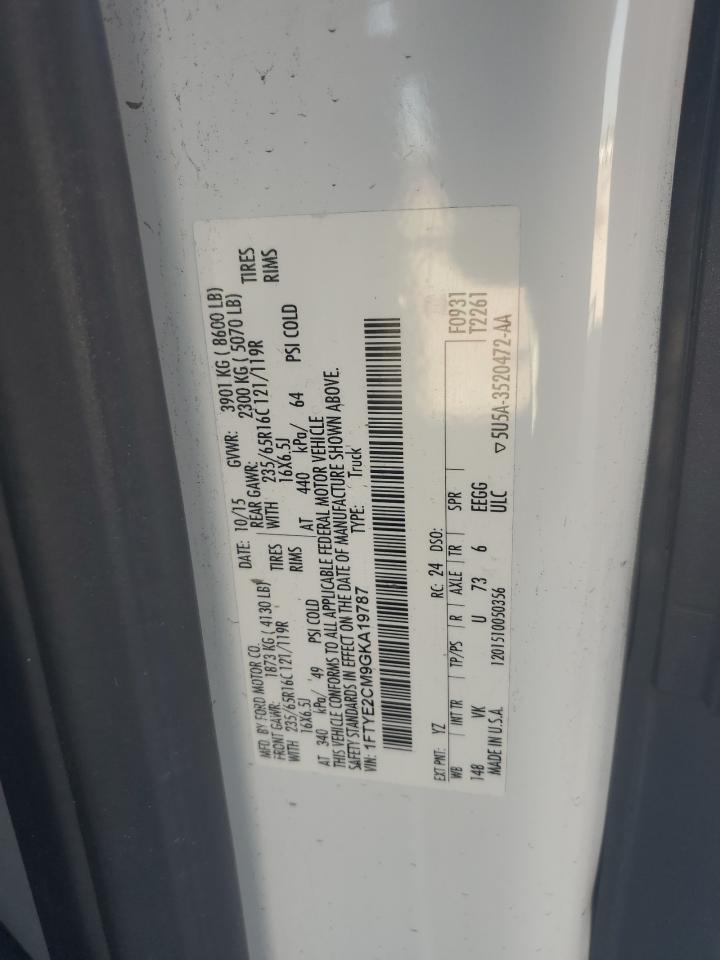 MFD. BY FORD MOTOR CO. DATE: 10/15 GVWR: 3901 KG ( 8600 LB)
FRONT GAWR: 1873 KG ( 4130 LB) REAR GAWR: 2300 KG ( 5070 LB)
WITH 235/65R16C 121/119R TIRES WITH 235/65R16C 121/119R TIRES
16X6.5J RIMS 16X6.5J RIMS
AT 340 kPa/ 49 PSI COLD AT 440 kPa/ 64 PSI COLD
THIS VEHICLE CONFORMS TO ALL APPLICABLE FEDERAL MOTOR VEHICLE
SAFETY STANDARDS IN EFFECT ON THE DATE OF MANUFACTURE SHOWN ABOVE.
VIN: 1FTYE2CM9GKA19787 TYPE: Truck
EXT PNT: YZ RC: 24 DSO: F0931
WB INT TR TP/PS R AXLE TR SPR T2261
148 VK U 73 6 EEGG
MADE IN U.S.A. 1201510050356 ULC ▽5U5A-3520472-AA